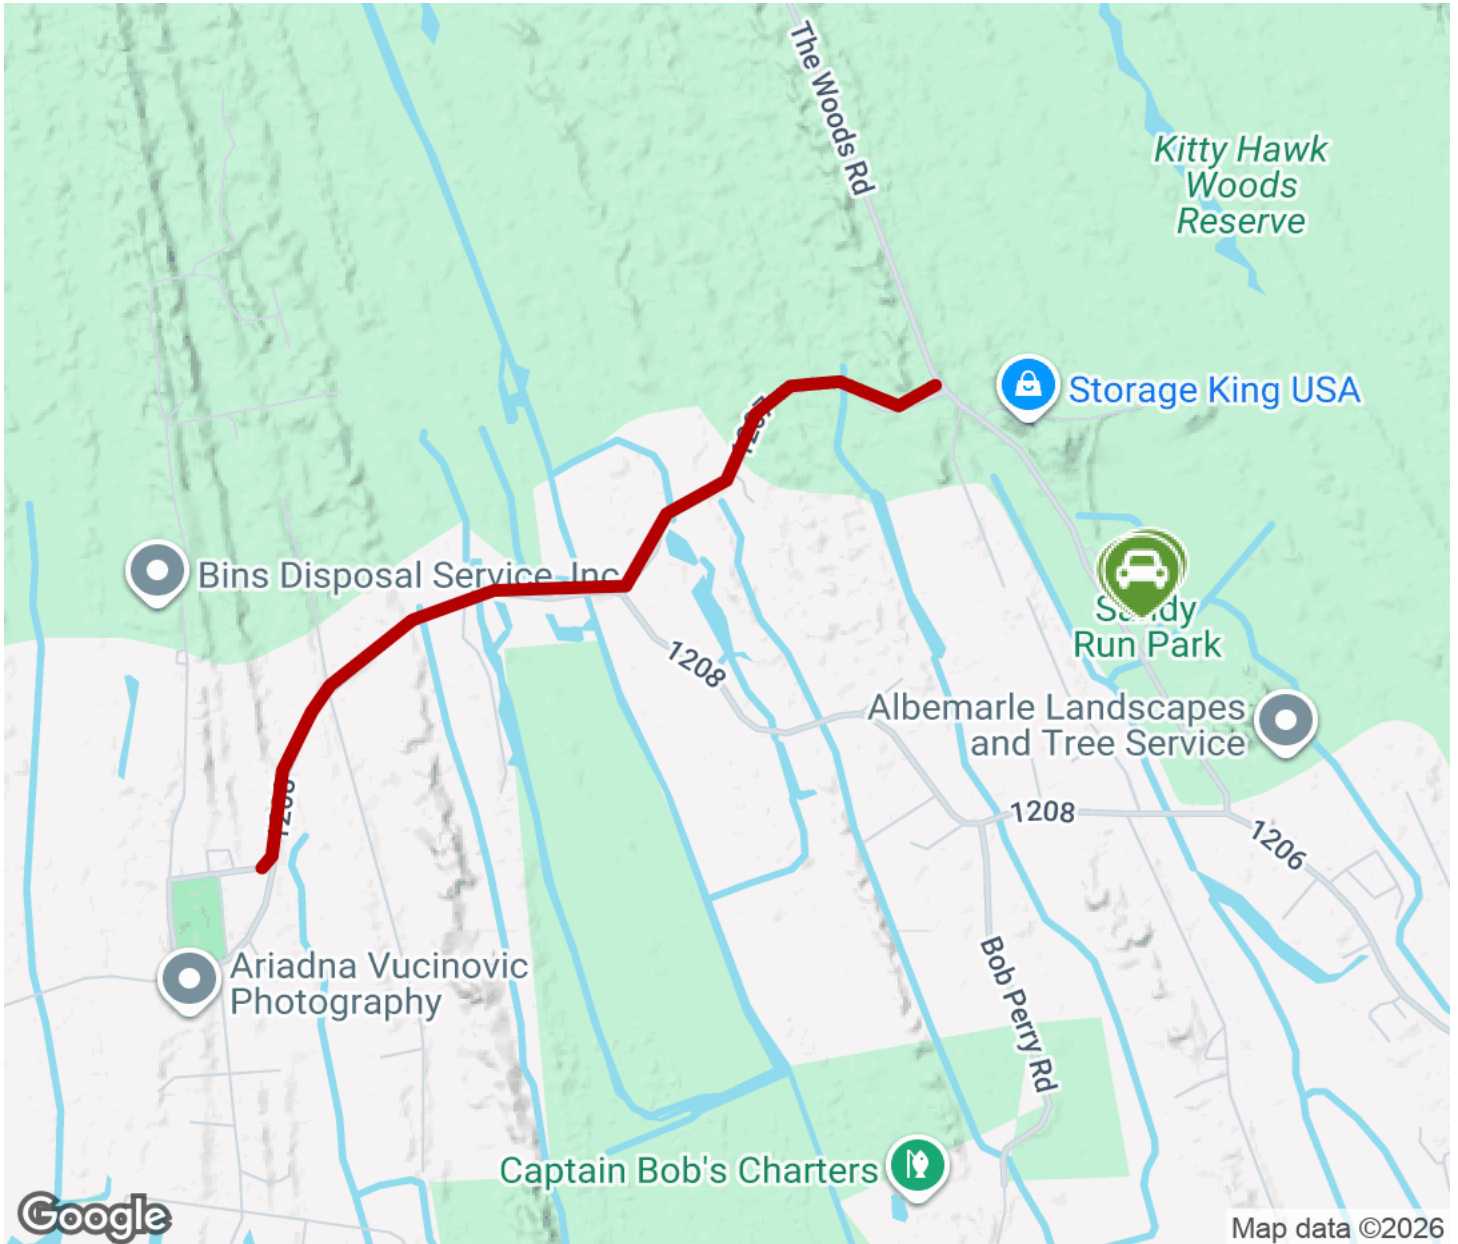 The Woods Rd
Kitty Hawk
Woods
Reserve
Storage King USA
Bins Disposal Service, Inc
Sandy
Run Park
1208
Albemarle Landscapes
and Tree Service
1208
1206
Ariadna Vucinovic
Photography
Bob Perry Rd
Captain Bob's Charters
Google
Map data ©2026